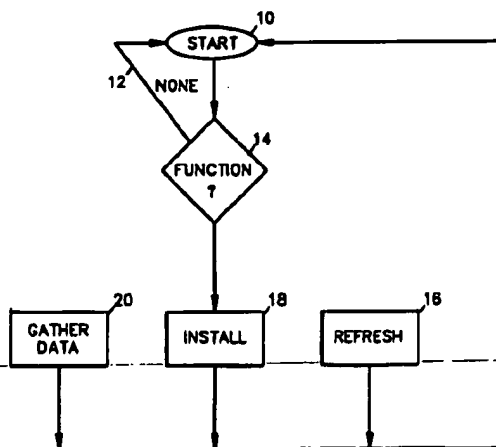 10
START
12
NONE
14
FUNCTION
?
20
18
16
GATHER
DATA
INSTALL
REFRESH